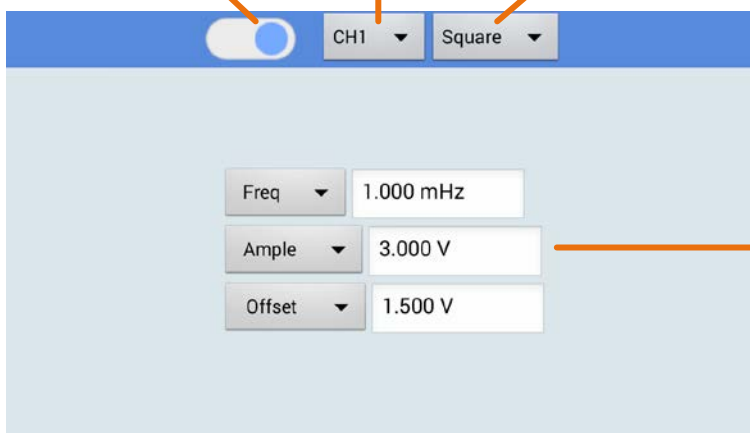 CH1 Square
Freq 1.000 mHz
Ample 3.000 V
Offset 1.500 V